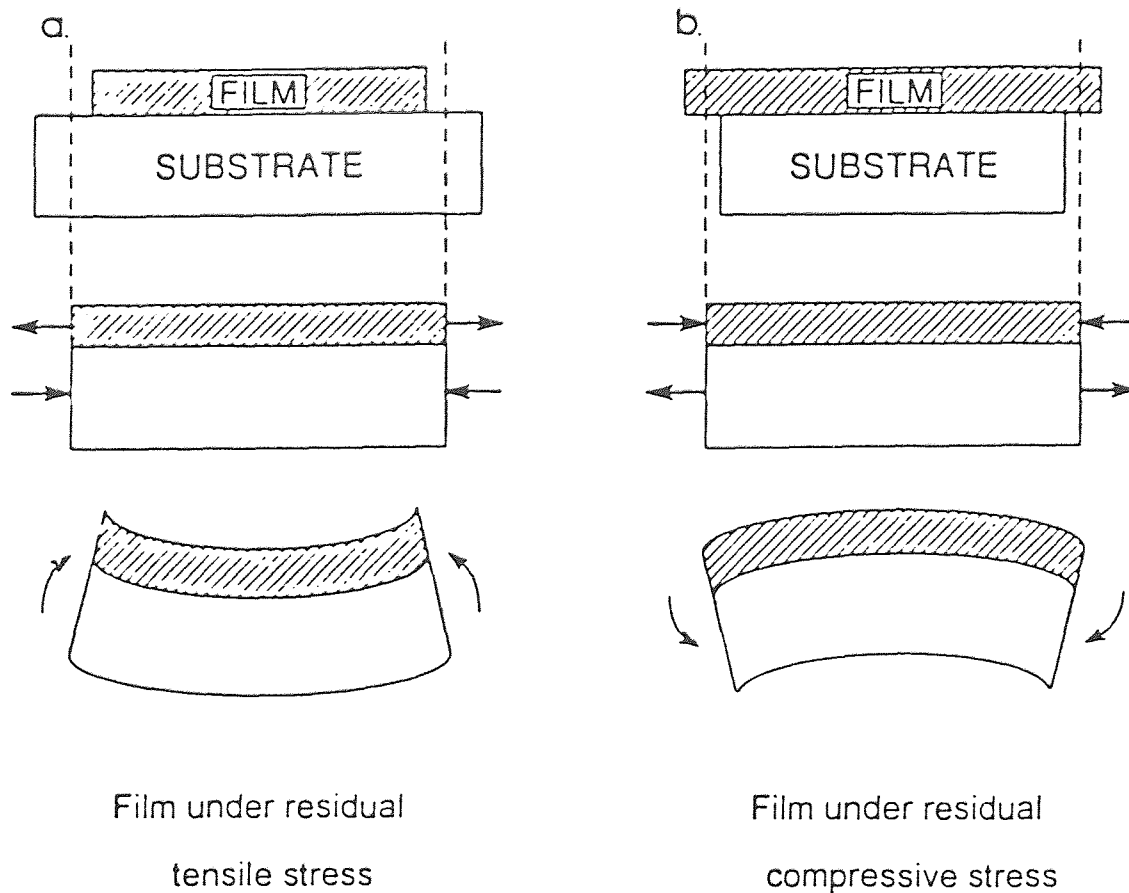 a.
FILM
SUBSTRATE
Film under residual
tensile stress
b.
FILM
SUBSTRATE
Film under residual
compressive stress